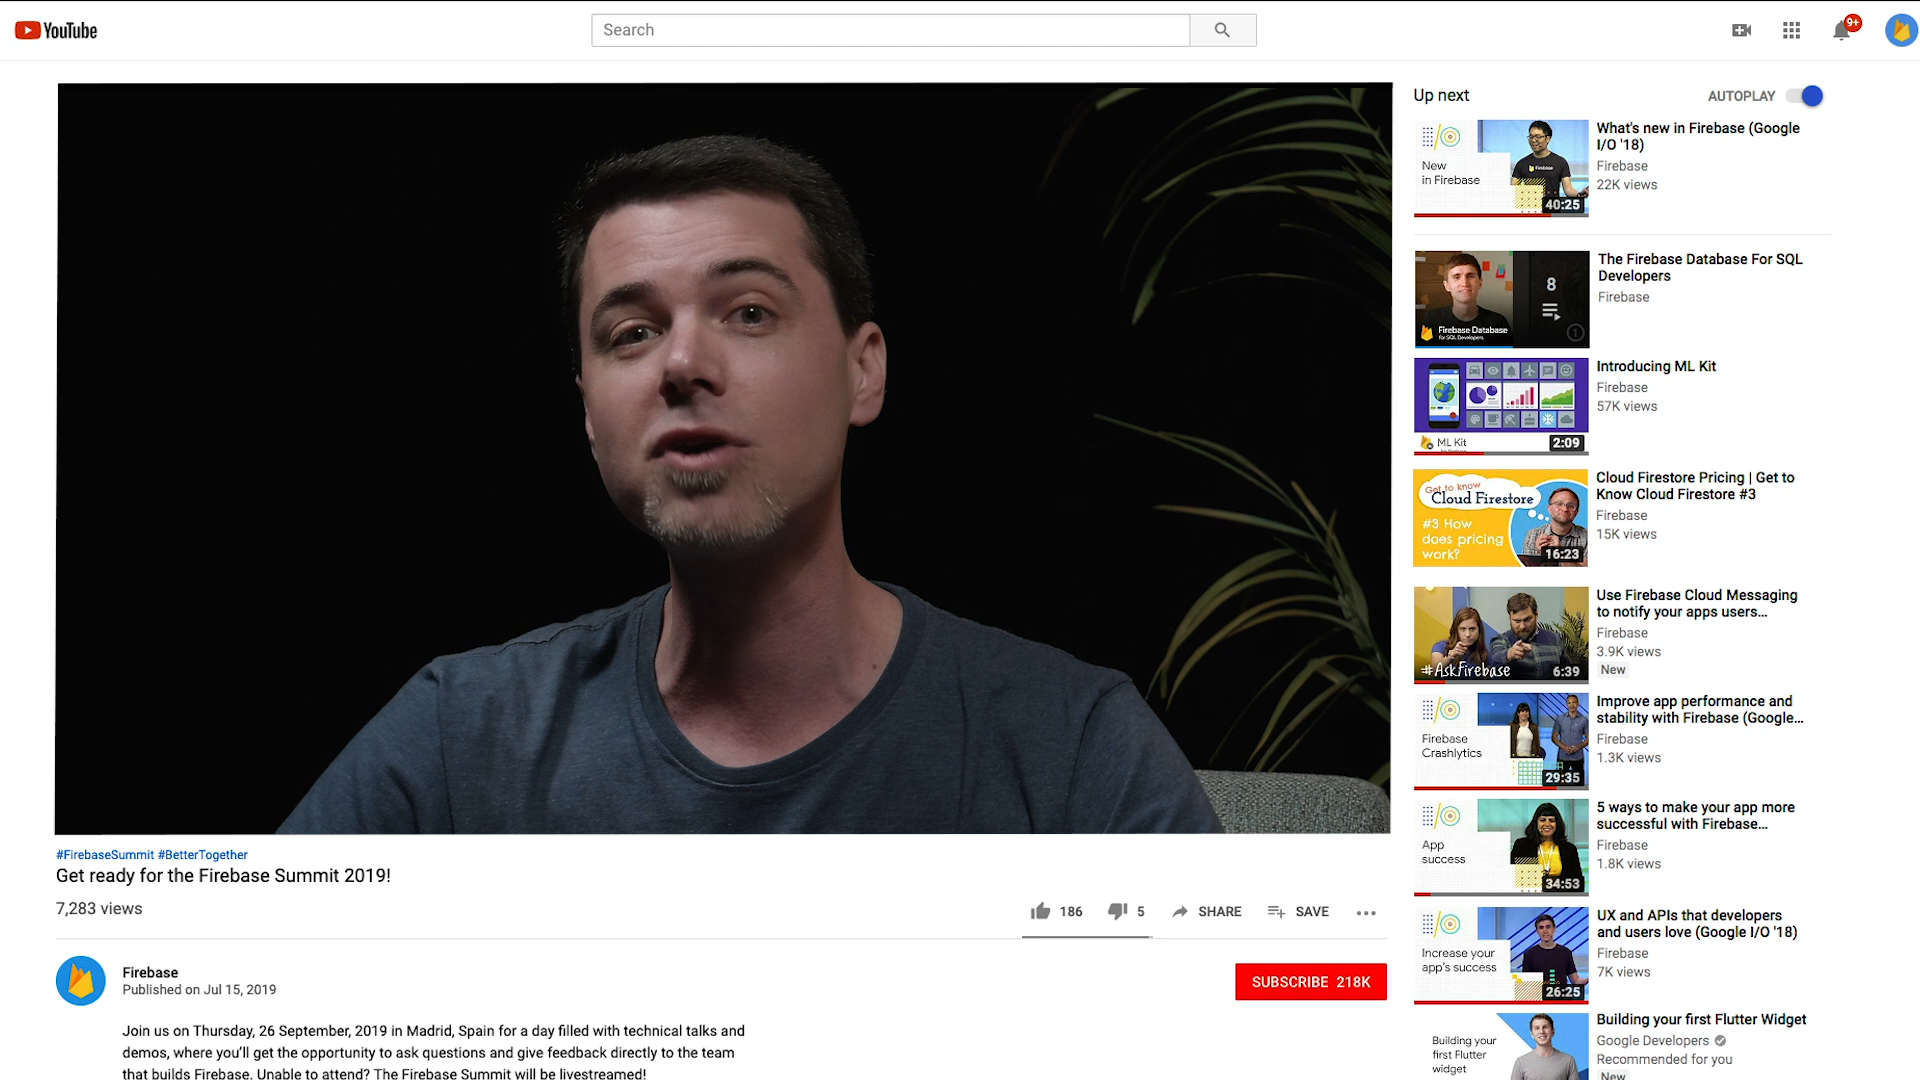 YouTube
Search
9+
#FirebaseSummit #BetterTogether
Get ready for the Firebase Summit 2019!
7,283 views
186
5
SHARE
SAVE
Firebase
Published on Jul 15, 2019
SUBSCRIBE 218K
Join us on Thursday, 26 September, 2019 in Madrid, Spain for a day filled with technical talks and
demos, where you'll get the opportunity to ask questions and give feedback directly to the team
that builds Firebase. Unable to attend? The Firebase Summit will be livestreamed!
Up next
AUTOPLAY
New
in Firebase
Firebase
40:25
What's new in Firebase (Google
I/O '18)
Firebase
22K views
8
Firebase Database
for SQL Developers
The Firebase Database For SQL
Developers
Firebase
ML Kit
2:09
Introducing ML Kit
Firebase
57K views
Get to know
Cloud Firestore
#3 How
does pricing
work?
16:23
Cloud Firestore Pricing | Get to
Know Cloud Firestore #3
Firebase
15K views
#AskFirebase
6:39
Use Firebase Cloud Messaging
to notify your apps users...
Firebase
3.9K views
New
Firebase
Crashlytics
29:35
Improve app performance and
stability with Firebase (Google...
Firebase
1.3K views
App
success
34:53
5 ways to make your app more
successful with Firebase...
Firebase
1.8K views
Increase your
app's success
26:25
UX and APIs that developers
and users love (Google I/O '18)
Firebase
7K views
Building your
first Flutter
widget
Building your first Flutter Widget
Google Developers
Recommended for you
New